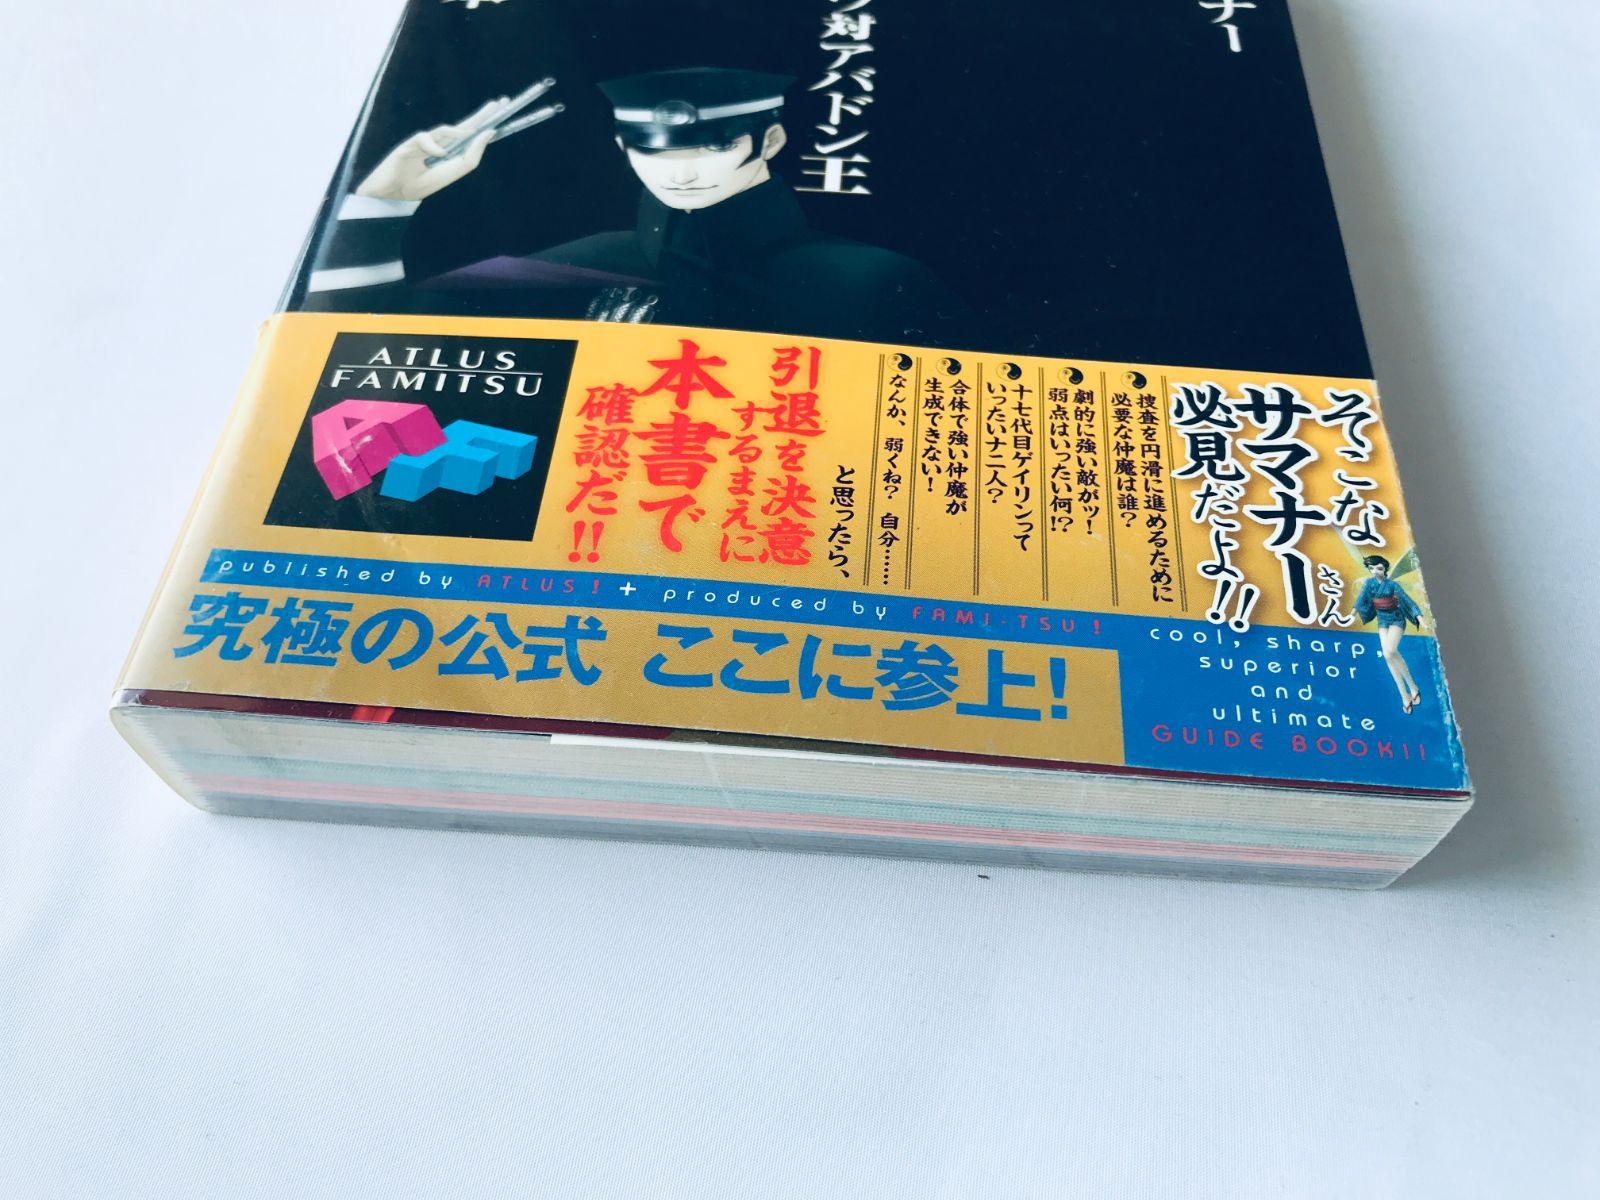 ナー
対アバドン王
そこな
サマナーさん
必見だよ!!
捜査を円滑に進めるために
必要な仲魔は誰?
劇的に強い敵がッ!
弱点はいったい何!?
十七代目ゲイリンって
いったいナニ人?
合体で強い仲魔が
生成できない!
なんか、弱くね? 自分……
と思ったら、
引退を決意
するまえに
本書で
確認だ!!
ATLUS
FAMITSU
published by ATLUS! + produced by FAMI-TSU!
究極の公式 ここに参上!
cool, sharp,
superior
and
ultimate
GUIDE BOOK!!